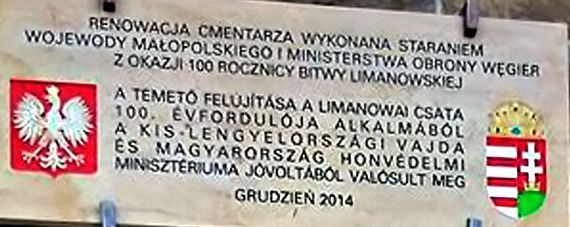 RENOWACJA CMENTARZA WYKONANA STARANIEM
WOJEWODY MAŁOPOLSKIEGO I MINISTERSTWA OBRONY WĘGIER
Z OKAZJI 100 ROCZNICY BITWY LIMANOWSKIEJ
A TEMETŐ FELÚJÍTÁSA A LIMANOWAI CSATA
100. ÉVFORDULÓJA ALKALMÁBÓL
A KIS-LENGYELORSZÁGI VAJDA
ÉS MAGYARORSZÁG HONVÉDELMI
MINISZTÉRIUMA JÓVOLTÁBÓL VALÓSULT MEG
GRUDZIEŃ 2014